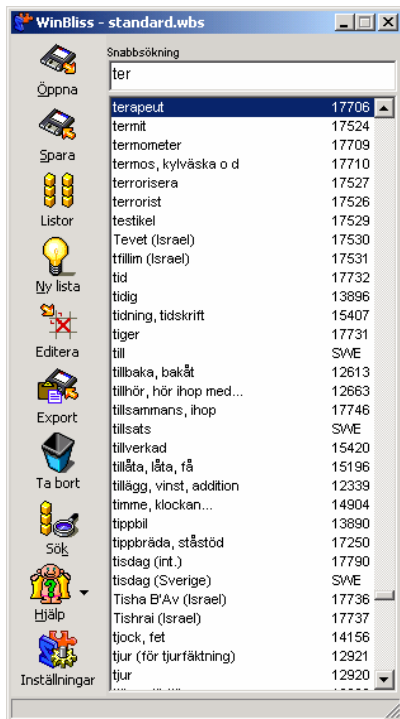 WinBliss - standard.wbs
Öppna
Spara
Listor
Ny lista
Editera
Export
Ta bort
Sök
Hjälp
Inställningar
Snabbsökning
ter
terapeut 17706
termit 17524
termometer 17709
termos, kylväska o d 17710
terrorisera 17527
terrorist 17526
testikel 17529
Tevet (Israel) 17530
tfillim (Israel) 17531
tid 17732
tidig 13896
tidning, tidskrift 15407
tiger 17731
till SWE
tillbaka, bakåt 12613
tillhör, hör ihop med... 12663
tillsammans, ihop 17746
tillsats SWE
tillverkad 15420
tillåta, låta, få 15196
tillägg, vinst, addition 12339
timme, klockan... 14904
tippbil 13890
tippbräda, ståstöd 17250
tisdag (int.) 17790
tisdag (Sverige) SWE
Tisha B'Av (Israel) 17736
Tishrai (Israel) 17737
tjock, fet 14156
tjur (för tjurfäktning) 12921
tjur 12920